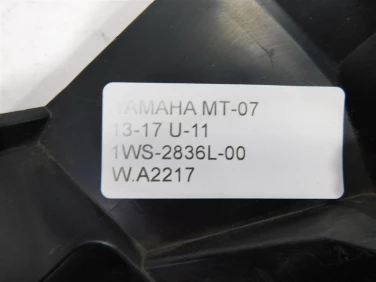 YAMAHA MT-07
13-17 U-11
1WS-2836L-00
W.A2217